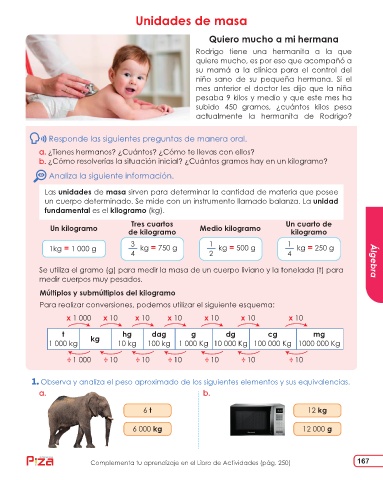 Unidades de masa
Quiero mucho a mi hermana
Rodrigo tiene una hermanita a la que
quiere mucho, es por eso que acompañó a
su mamá a la clínica para el control del
niño sano de su pequeña hermana. Si el
mes anterior el doctor les dijo que la niña
pesaba 9 kilos y medio y que este mes ha
subido 450 gramos, ¿cuántos kilos pesa
actualmente la hermanita de Rodrigo?
Responde las siguientes preguntas de manera oral.
a. ¿Tienes hermanos? ¿Cuántos? ¿Cómo te llevas con ellos?
b. ¿Cómo resolverías la situación inicial? ¿Cuántos gramos hay en un kilogramo?
Analiza la siguiente información.
Las unidades de masa sirven para determinar la cantidad de materia que posee
un cuerpo determinado. Se mide con un instrumento llamado balanza. La unidad
fundamental es el kilogramo (kg).
Un kilogramo
Tres cuartos
de kilogramo
Medio kilogramo
Un cuarto de
kilogramo
1kg = 1 000 g
3/4 kg = 750 g
1/2 kg = 500 g
1/4 kg = 250 g
Se utiliza el gramo (g) para medir la masa de un cuerpo liviano y la tonelada (t) para
medir cuerpos muy pesados.
Múltiplos y submúltiplos del kilogramo
Para realizar conversiones, podemos utilizar el siguiente esquema:
x 1 000 x 10 x 10 x 10 x 10 x 10 x 10
t kg hg dag g dg cg mg
1 000 kg 10 kg 100 kg 1 000 Kg 10 000 Kg 100 000 Kg 1000 000 Kg
÷ 1 000 ÷ 10 ÷ 10 ÷ 10 ÷ 10 ÷ 10 ÷ 10
1. Observa y analiza el peso aproximado de los siguientes elementos y sus equivalencias.
a.
6 t
6 000 kg
b.
12 kg
12 000 g
Álgebra
Complementa tu aprendizaje en el Libro de Actividades (pág. 250)
167